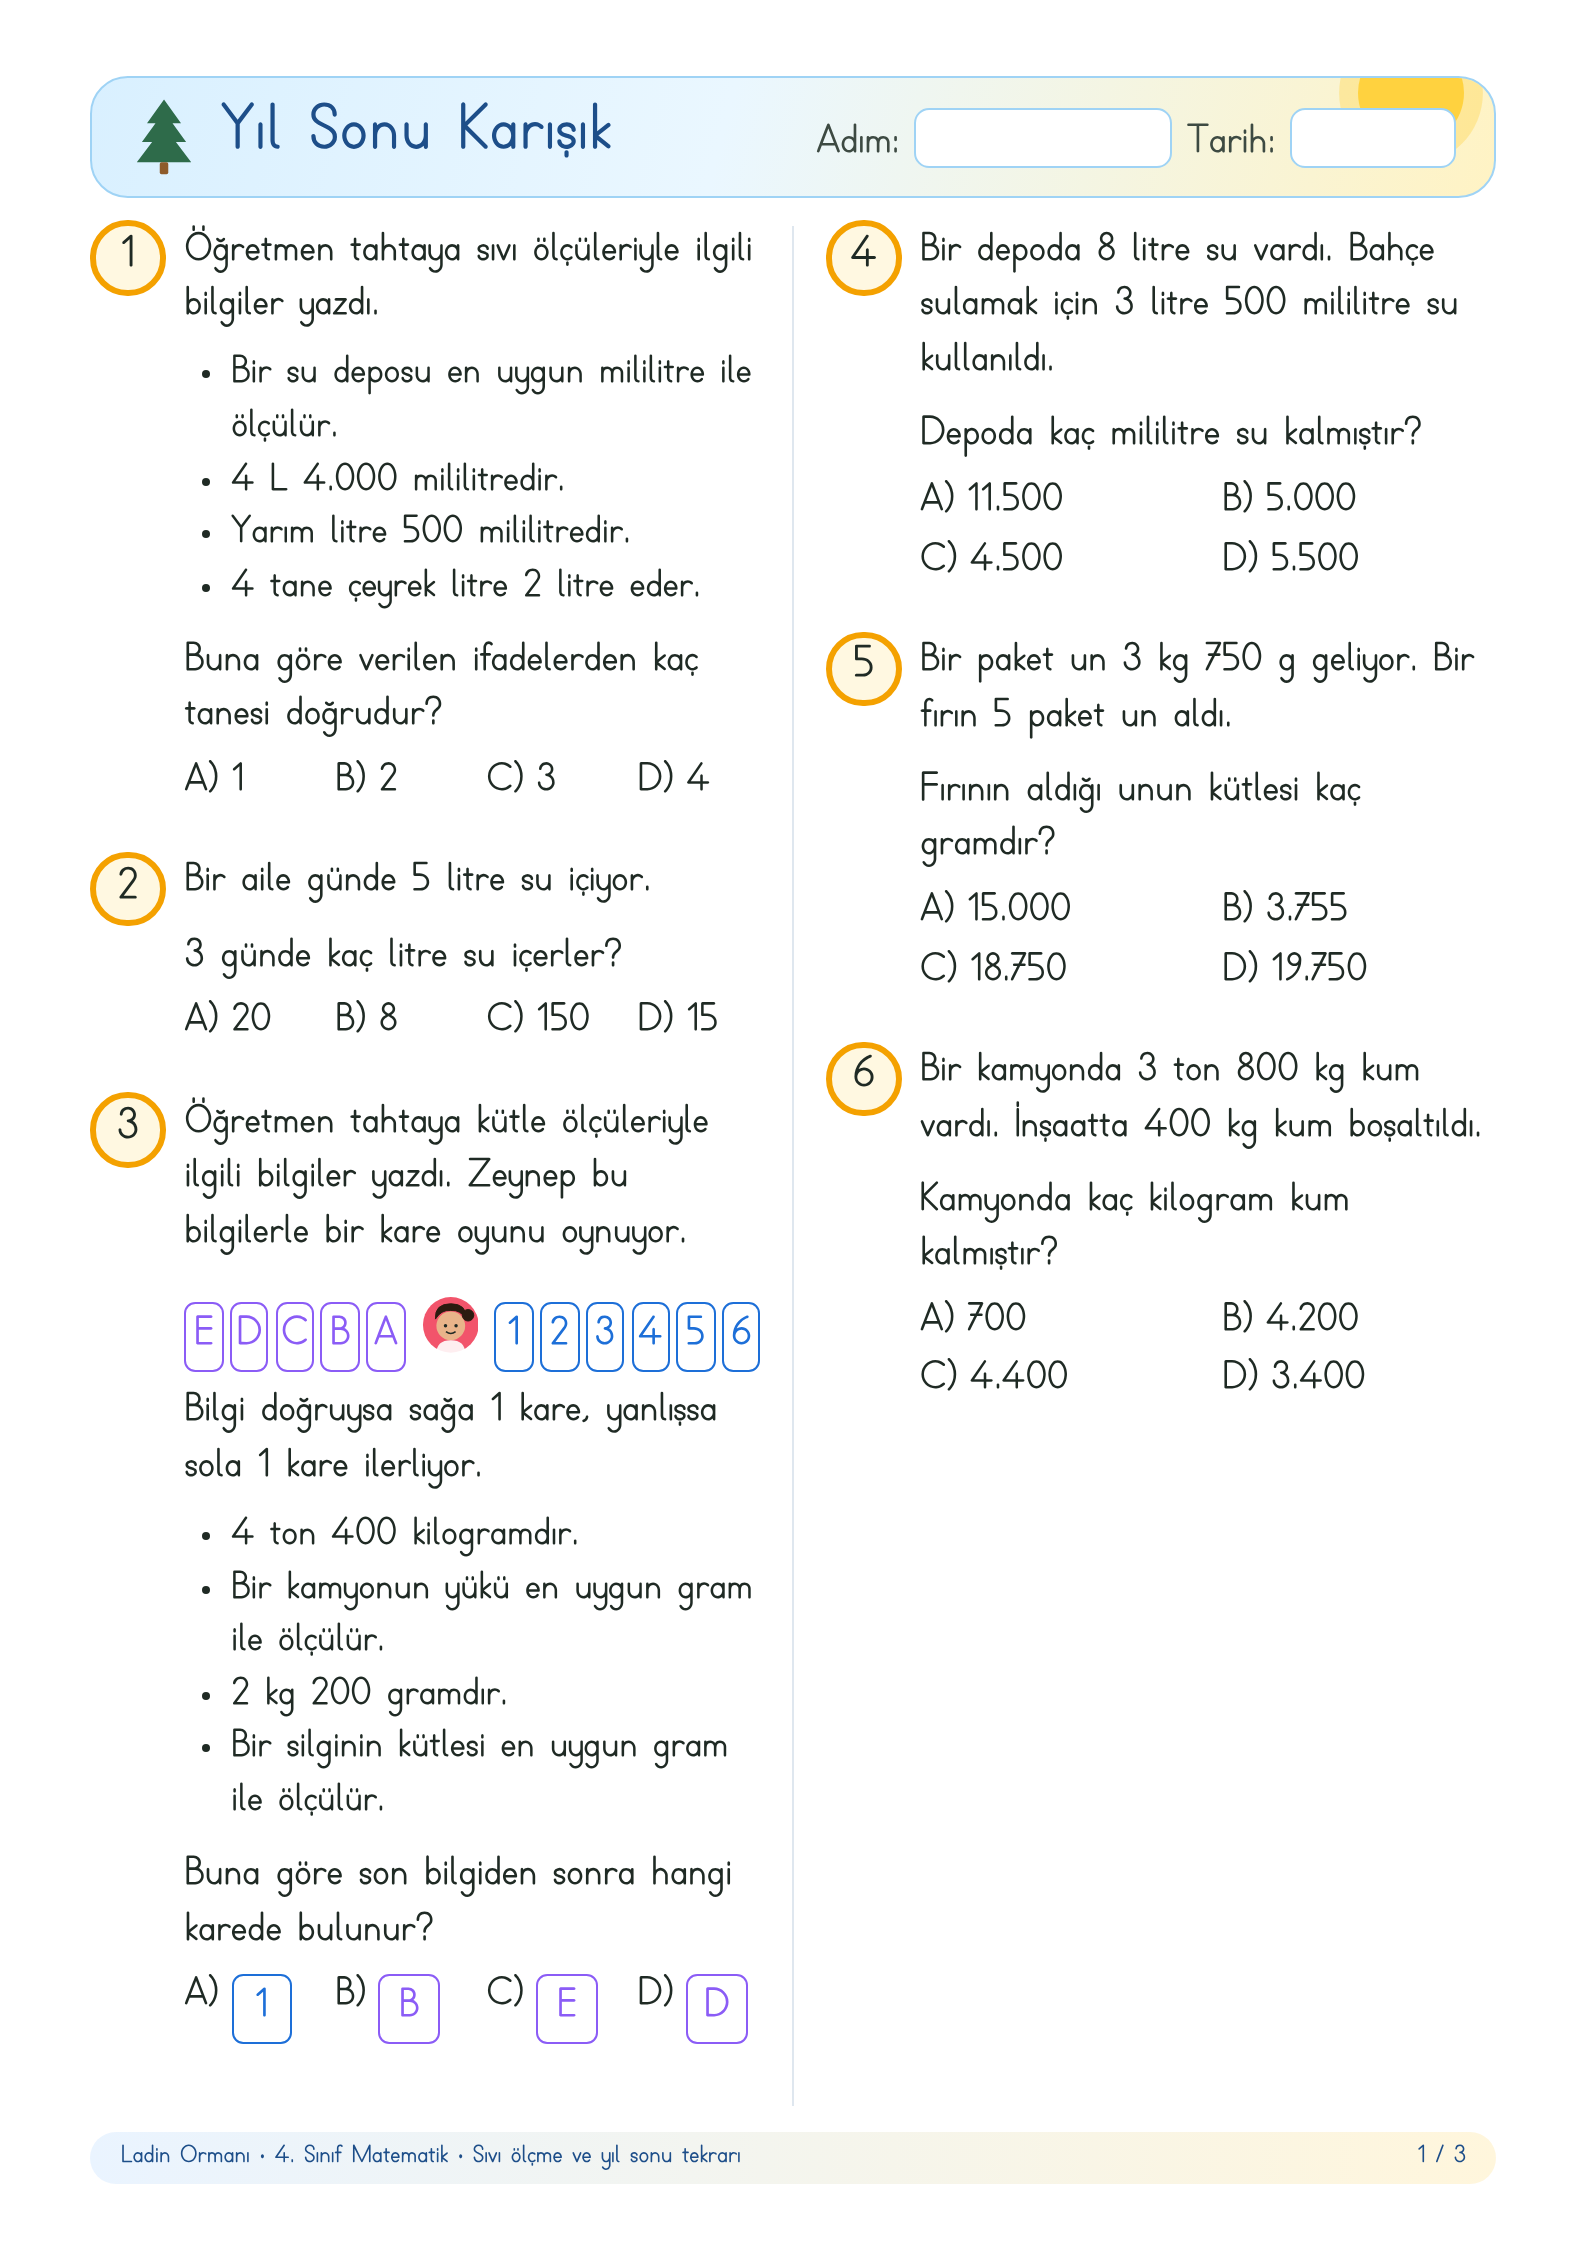 Yıl Sonu Karışık
Adım:
Tarih:
1
Öğretmen tahtaya sıvı ölçüleriyle ilgili
bilgiler yazdı.
• Bir su deposu en uygun mililitre ile
ölçülür.
• 4 L 4.000 mililitredir.
• Yarım litre 500 mililitredir.
• 4 tane çeyrek litre 2 litre eder.
Buna göre verilen ifadelerden kaç
tanesi doğrudur?
A) 1 B) 2 C) 3 D) 4
2
Bir aile günde 5 litre su içiyor.
3 günde kaç litre su içerler?
A) 20 B) 8 C) 150 D) 15
3
Öğretmen tahtaya kütle ölçüleriyle
ilgili bilgiler yazdı. Zeynep bu
bilgilerle bir kare oyunu oynuyor.
E D C B A 1 2 3 4 5 6
Bilgi doğruysa sağa 1 kare, yanlışsa
sola 1 kare ilerliyor.
• 4 ton 400 kilogramdır.
• Bir kamyonun yükü en uygun gram
ile ölçülür.
• 2 kg 200 gramdır.
• Bir silginin kütlesi en uygun gram
ile ölçülür.
Buna göre son bilgiden sonra hangi
karede bulunur?
A) 1 B) B C) E D) D
4
Bir depoda 8 litre su vardı. Bahçe
sulamak için 3 litre 500 mililitre su
kullanıldı.
Depoda kaç mililitre su kalmıştır?
A) 11.500 B) 5.000
C) 4.500 D) 5.500
5
Bir paket un 3 kg 750 g geliyor. Bir
fırın 5 paket un aldı.
Fırının aldığı unun kütlesi kaç
gramdır?
A) 15.000 B) 3.755
C) 18.750 D) 19.750
6
Bir kamyonda 3 ton 800 kg kum
vardı. İnşaatta 400 kg kum boşaltıldı.
Kamyonda kaç kilogram kum
kalmıştır?
A) 700 B) 4.200
C) 4.400 D) 3.400
Ladin Ormanı • 4. Sınıf Matematik • Sıvı ölçme ve yıl sonu tekrarı
1 / 3